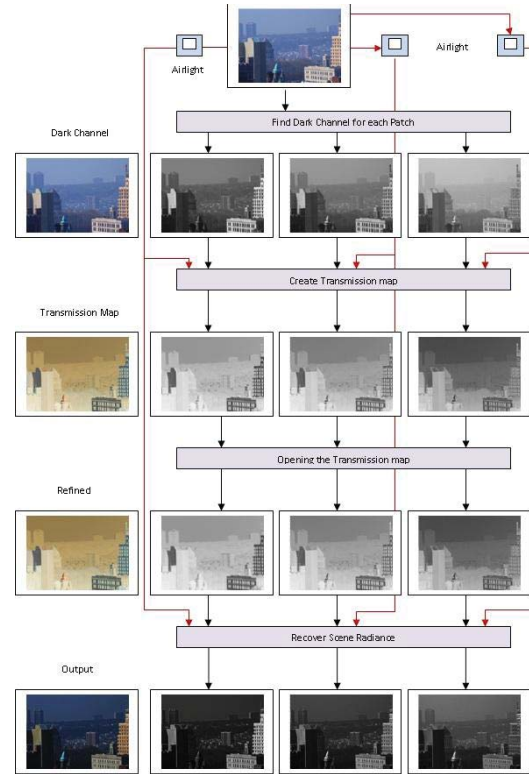 Airlight
Airlight
Find Dark Channel for each Patch
Dark Channel
Create Transmission map
Transmission Map
Opening the Transmission map
Refined
Recover Scene Radiance
Output